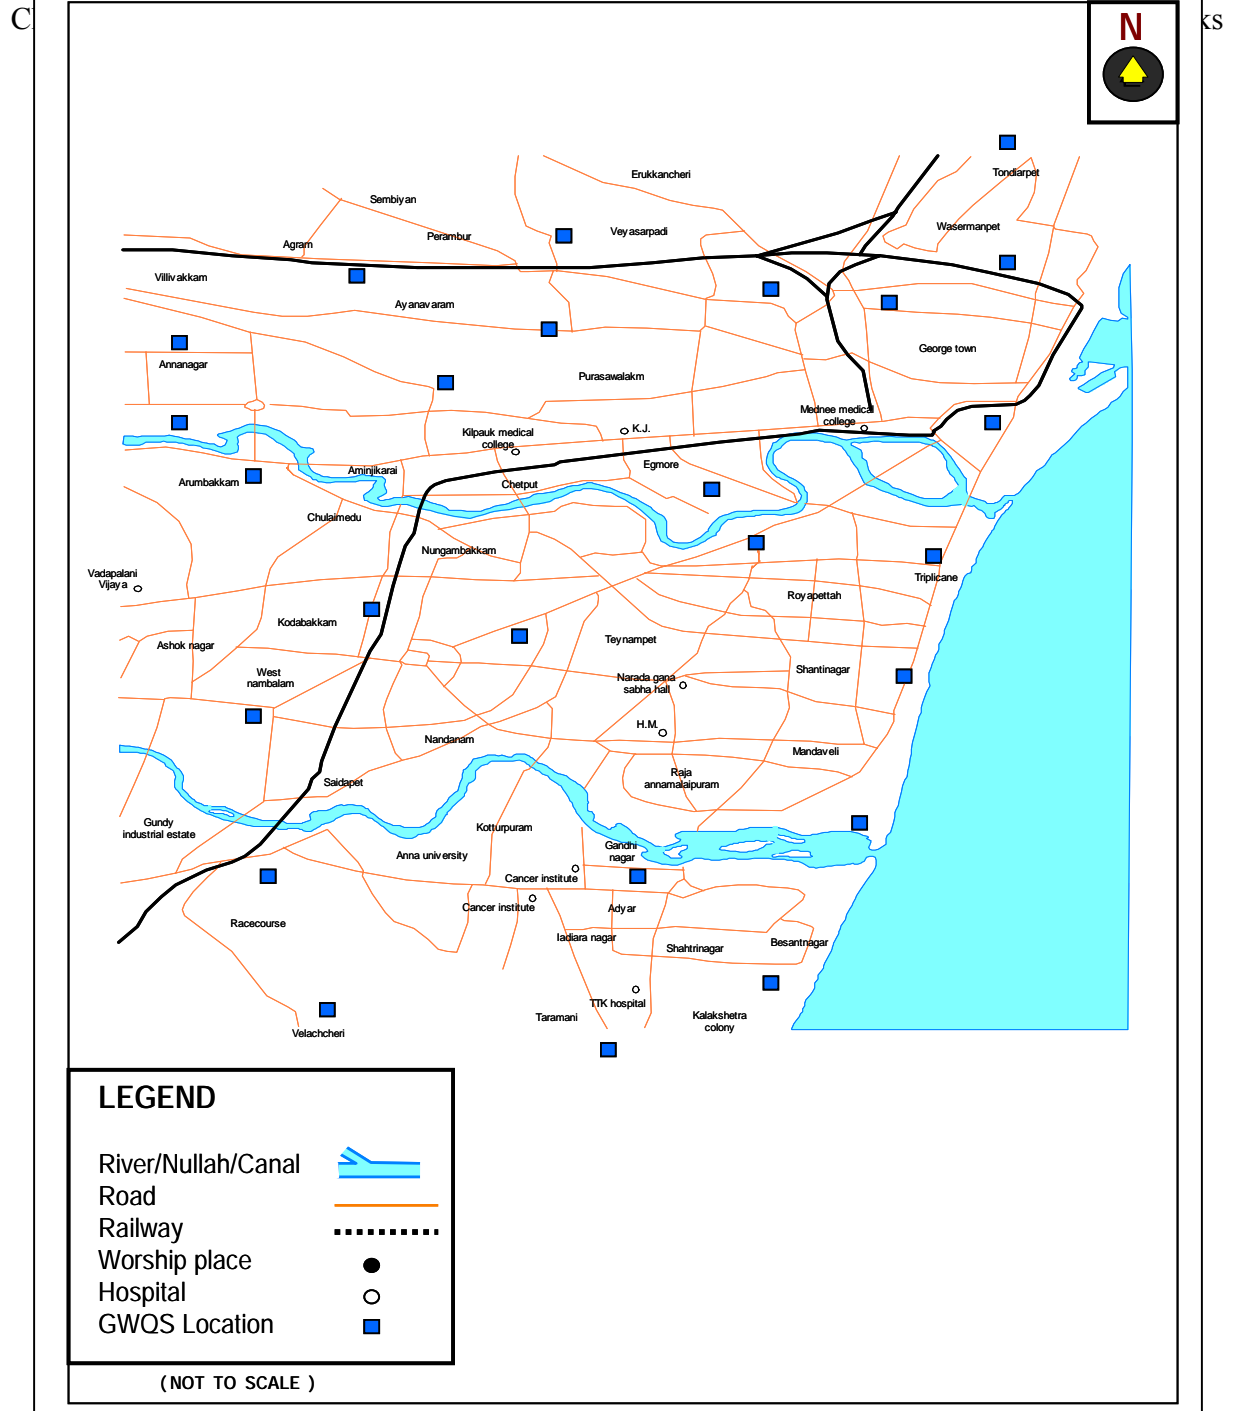 C
ks
N
Tondiarpet
Erukkancheri
Sembiyan
Wasermanpet
Veyasarpadi
Perambur
Agram
Villivakkam
Ayanavaram
George town
Annanagar
Purasawalakm
Mednee medical
college
K.J.
Kilpauk medical
college
Egmore
Aminjikarai
Arumbakkam
Chetput
Chulaimedu
Nungambakkam
Vadapalani
Vijaya
Triplicane
Royapettah
Kodabakkam
Teynampet
Ashok nagar
West
nambalam
Shantinagar
Narada gana
sabha hall
H.M.
Nandanam
Mandaveli
Raja
annamalaipuram
Saidapet
Gundy
industrial estate
Kotturpuram
Gandhi
nagar
Anna university
Cancer institute
Cancer institute
Adyar
Racecourse
Iadiara nagar
Shahtrinagar
Besantnagar
TTK hospital
Taramani
Kalakshetra
colony
Velachcheri
LEGEND
River/Nullah/Canal
Road
Railway
Worship place
Hospital
GWQS Location
(NOT TO SCALE )